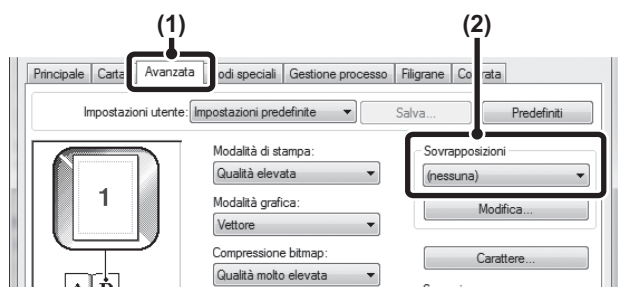 (1) (2)
Principale Carta Avanzata odi speciali Gestione processo Filigrane Co rata
Impostazioni utente: Impostazioni predefinite Salva... Predefiniti
Modalità di stampa: Sovrapposizioni
Qualità elevata (nessuna)
1
Modalità grafica: Modifica...
Vettore
Compressione bitmap: Carattere...
Qualità molto elevata
A